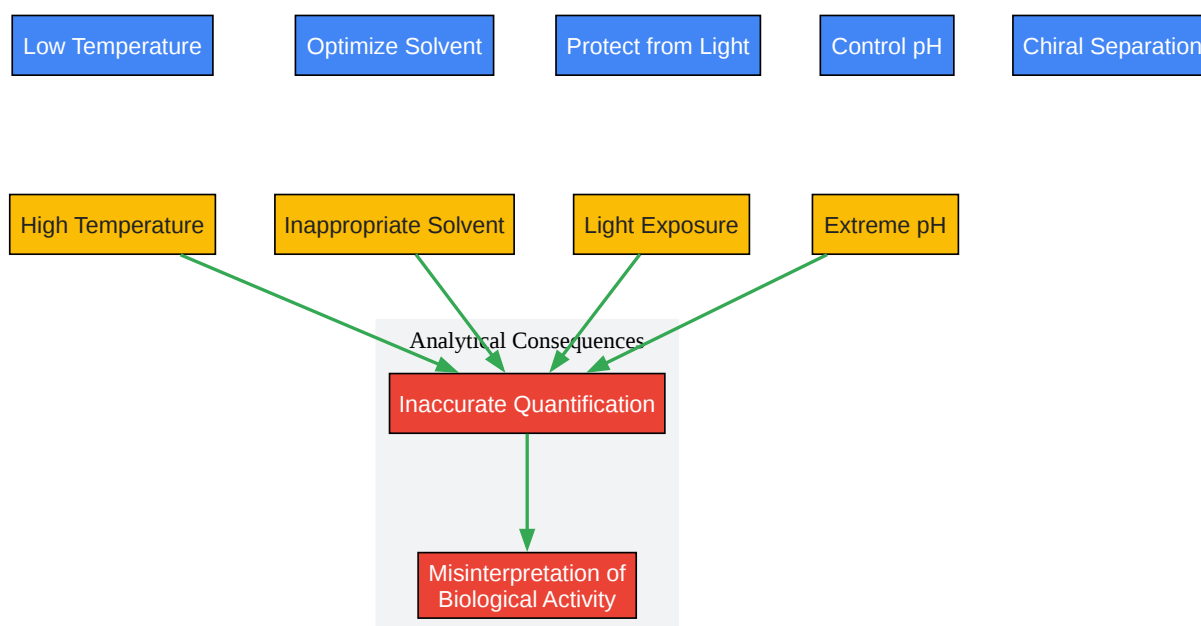 Low Temperature
Optimize Solvent
Protect from Light
Control pH
Chiral Separation
High Temperature
Inappropriate Solvent
Light Exposure
Extreme pH
Analytical Consequences
Inaccurate Quantification
Misinterpretation of
Biological Activity